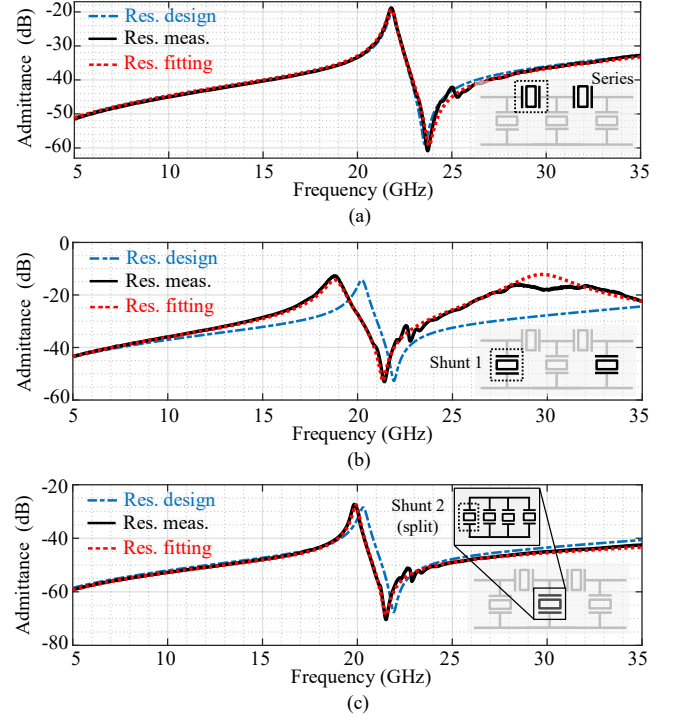 -20
-30
-40
-50
-60
Admittance (dB)
Res. design
Res. meas.
Res. fitting
Series
5 10 15 20 25 30 35
Frequency (GHz)
(a)
0
-20
-40
-60
Admittance (dB)
Res. design
Res. meas.
Res. fitting
Shunt 1
5 10 15 20 25 30 35
Frequency (GHz)
(b)
-20
-40
-60
-80
Admittance (dB)
Res. design
Res. meas.
Res. fitting
Shunt 2
(split)
5 10 15 20 25 30 35
Frequency (GHz)
(c)